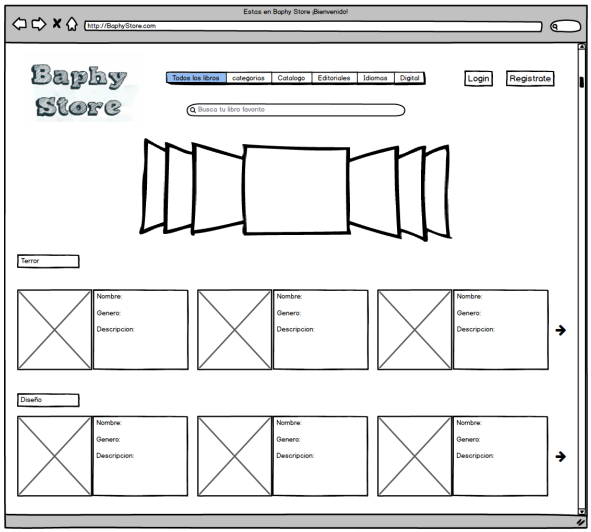 Estas en Baphy Store ¡Bienvenido!
http://BaphyStore.com
Baphy Store
Todos los libros categorias Catalogo Editoriales Idiomas Digital
Login Registrate
Busca tu libro favorito
Terror
Nombre: Nombre: Nombre:
Genero: Genero: Genero:
Descripcion: Descripcion: Descripcion:
Diseño
Nombre: Nombre: Nombre:
Genero: Genero: Genero:
Descripcion: Descripcion: Descripcion: